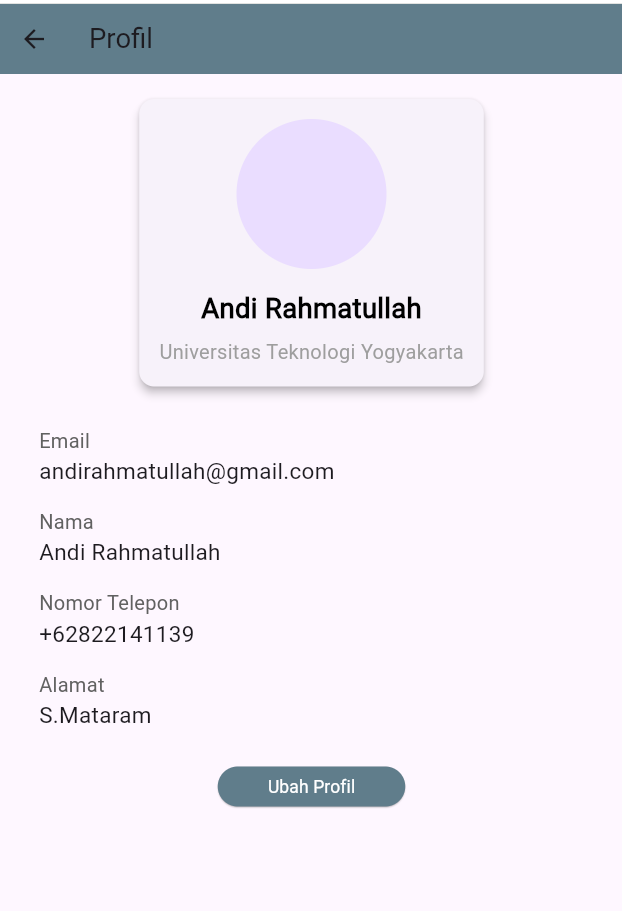 Profil
Andi Rahmatullah
Universitas Teknologi Yogyakarta
Email
andirahmatullah@gmail.com
Nama
Andi Rahmatullah
Nomor Telepon
+62822141139
Alamat
S.Mataram
Ubah Profil